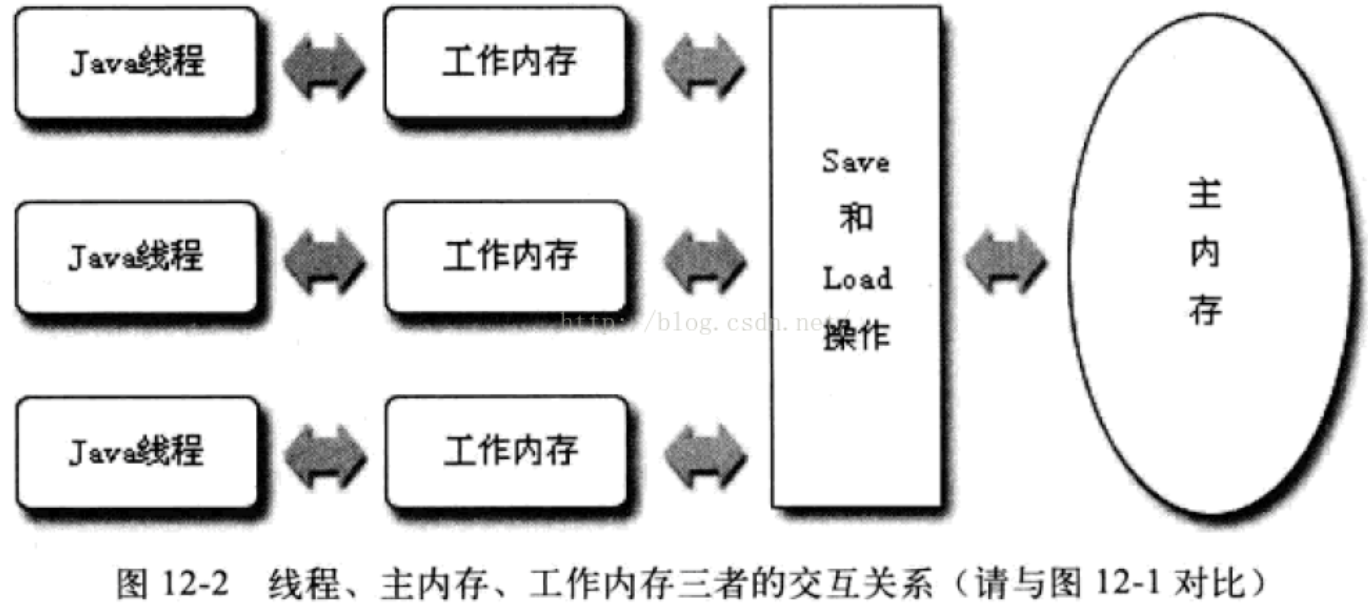 Java线程
工作内存
Java线程
工作内存
Java线程
工作内存
Save
和
Load
操作
主
内
存
http://blog.csdn.net/
图 12-2 线程、主内存、工作内存三者的交互关系（请与图 12-1 对比）